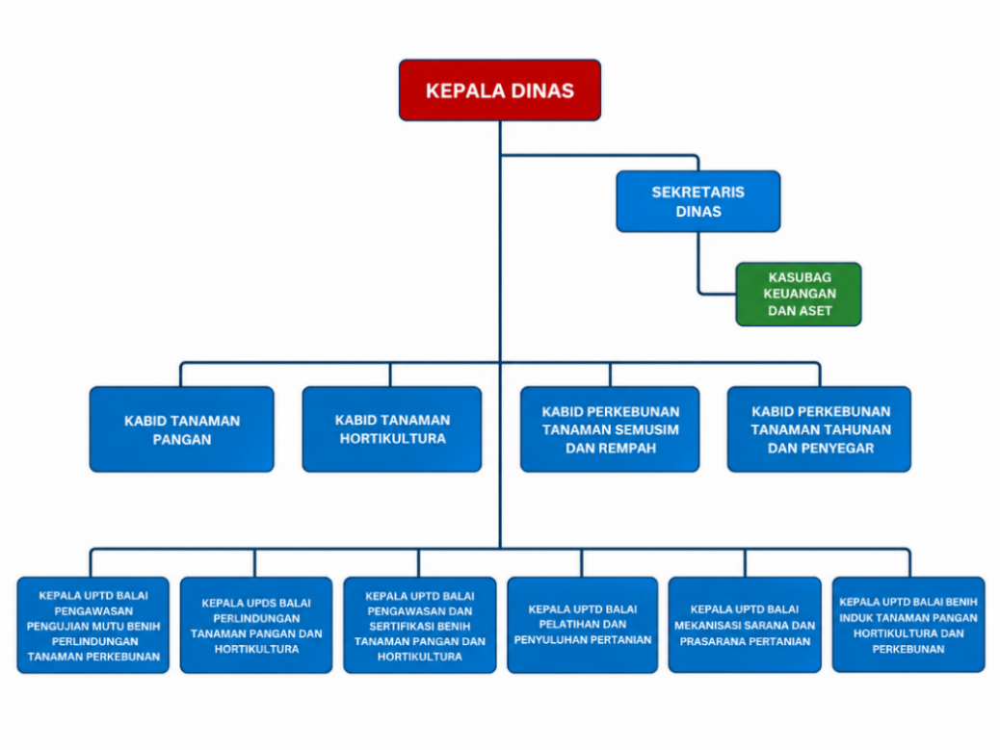 KEPALA DINAS
SEKRETARIS
DINAS
KASUBAG
KEUANGAN
DAN ASET
KABID TANAMAN
PANGAN
KABID TANAMAN
HORTIKULTURA
KABID PERKEBUNAN
TANAMAN SEMUSIM
DAN REMPAH
KABID PERKEBUNAN
TANAMAN TAHUNAN
DAN PENYEGAR
KEPALA UPTD BALAI
PENGAWASAN
PENGUJIAN MUTU BENIH
PERLINDUNGAN
TANAMAN PERKEBUNAN
KEPALA UPDS BALAI
PERLINDUNGAN
TANAMAN PANGAN DAN
HORTIKULTURA
KEPALA UPTD BALAI
PENGAWASAN DAN
SERTIFIKASI BENIH
TANAMAN PANGAN DAN
HORTIKULTURA
KEPALA UPTD BALAI
PELATIHAN DAN
PENYULUHAN PERTANIAN
KEPALA UPTD BALAI
MEKANISASI SARANA DAN
PRASARANA PERTANIAN
KEPALA UPTD BALAI BENIH
INDUK TANAMAN PANGAN
HORTIKULTURA DAN
PERKEBUNAN